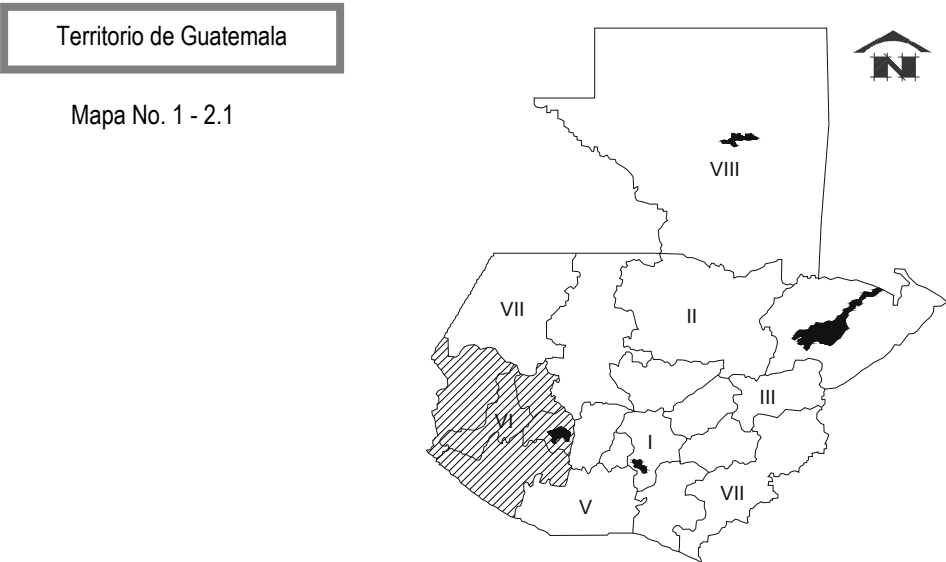 Territorio de Guatemala
Mapa No. 1 - 2.1
N
VIII
VII
II
III
VI
I
VII
V